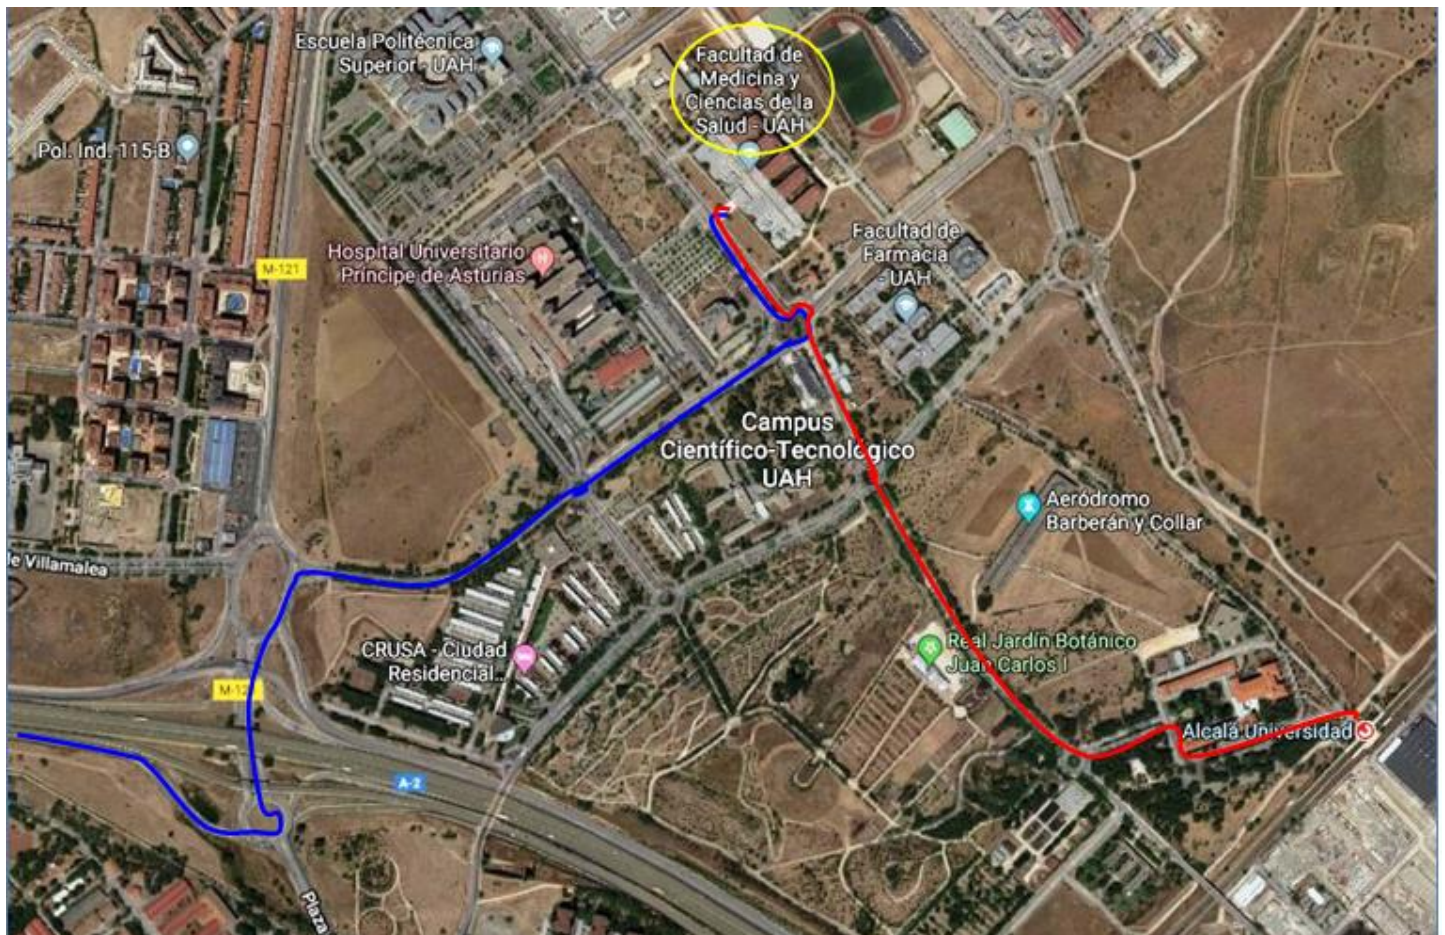 Escuela Politécnica
Superior - UAH
Facultad de
Medicina y
Ciencias de la
Salud - UAH
Pol. Ind. 115-B
M-121
Hospital Universitario
Príncipe de Asturias
Facultad de
Farmacia
- UAH
Campus
Científico-Tecnológico
UAH
Aeródromo
Barberán y Collar
le Villamalea
CRUSA - Ciudad
Residencial...
Real Jardín Botánico
Juan Carlos I
M-12
Alcalá Universidad
A-2
Plaza